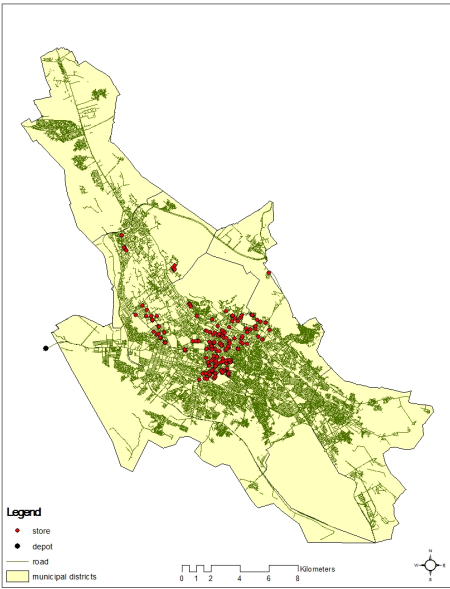 Legend
store
depot
road
municipal districts
0 1 2 4 6 8 Kilometers
N
W E
S